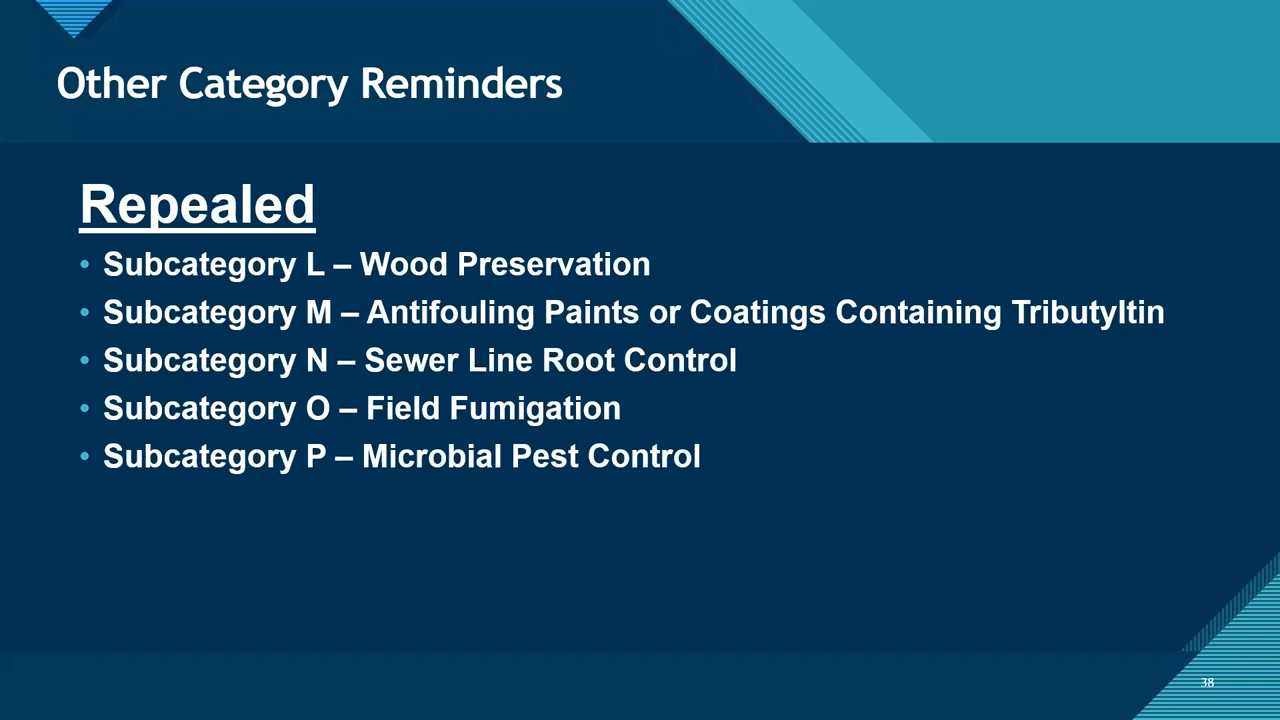 Other Category Reminders
Repealed
• Subcategory L – Wood Preservation
• Subcategory M – Antifouling Paints or Coatings Containing Tributyltin
• Subcategory N – Sewer Line Root Control
• Subcategory O – Field Fumigation
• Subcategory P – Microbial Pest Control
38